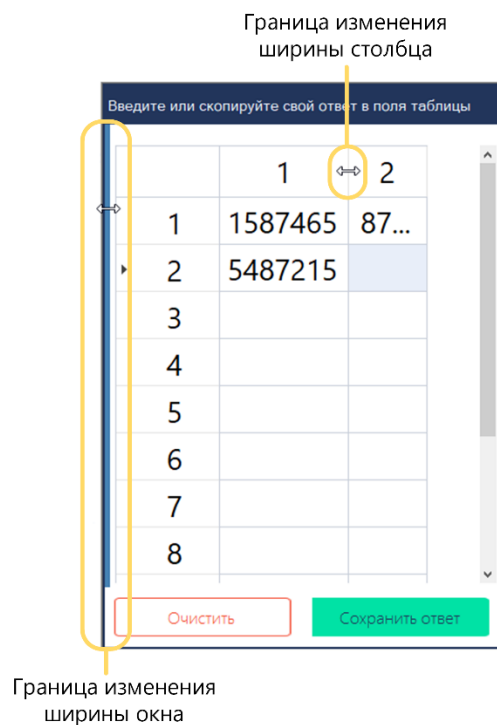 Граница изменения
ширины столбца
Введите или скопируйте свой ответ в поля таблицы
1 2
1 1587465 87...
2 5487215
3
4
5
6
7
8
Очистить Сохранить ответ
Граница изменения
ширины окна